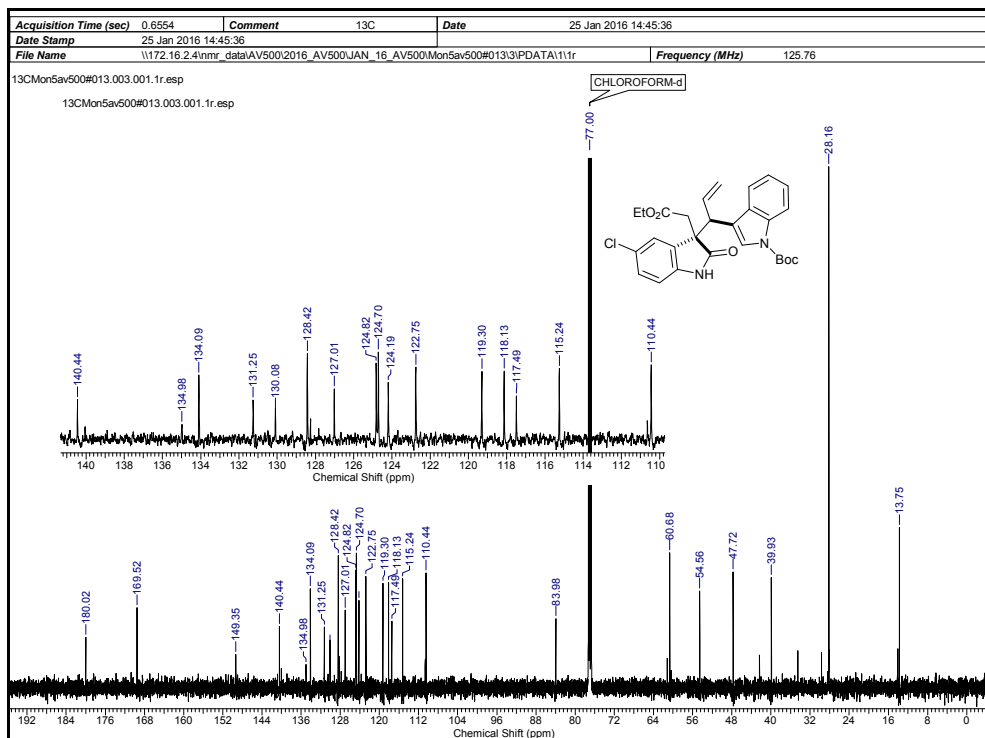 Acquisition Time (sec) 0.6554 Comment 13C Date 25 Jan 2016 14:45:36
Date Stamp 25 Jan 2016 14:45:36
File Name \\172.16.2.4\nmr_data\AV500\2016_AV500\JAN_16_AV500\Mon5av500#013\3\PDATA\1\1r Frequency (MHz) 125.76
13CMon5av500#013.003.001.1r.esp
13CMon5av500#013.003.001.1r.esp
CHLOROFORM-d
77.00
28.16
EtO2C
Cl
O
NH
N
Boc
140.44
134.98
134.09
131.25
130.08
128.42
127.01
124.82
124.70
124.19
122.75
119.30
118.13
117.49
115.24
110.44
140 138 136 134 132 130 128 126 124 122 120 118 116 114 112 110
Chemical Shift (ppm)
180.02
169.52
149.35
140.44
134.98
134.09
131.25
128.42
127.01
124.82
124.70
122.75
119.30
118.13
117.49
115.24
110.44
83.98
60.68
54.56
47.72
39.93
13.75
192 184 176 168 160 152 144 136 128 120 112 104 96 88 80 72 64 56 48 40 32 24 16 8 0
Chemical Shift (ppm)